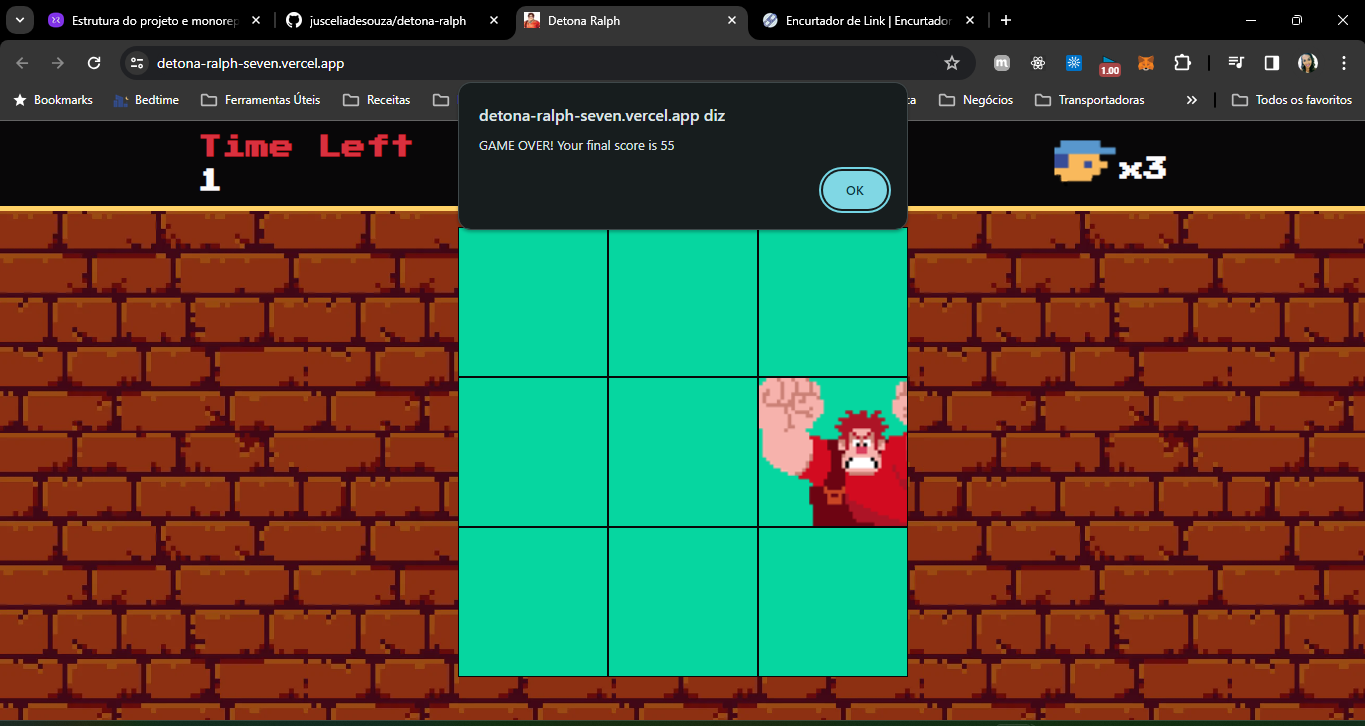 Estrutura do projeto e monorep
jusceliadesouza/detona-ralph
Detona Ralph
Encurtador de Link | Encurtador
detona-ralph-seven.vercel.app
m
1.00
Bookmarks
Bedtime
Ferramentas Úteis
Receitas
ca
Negócios
Transportadoras
Todos os favoritos
detona-ralph-seven.vercel.app diz
GAME OVER! Your final score is 55
OK
Time Left
1
x3